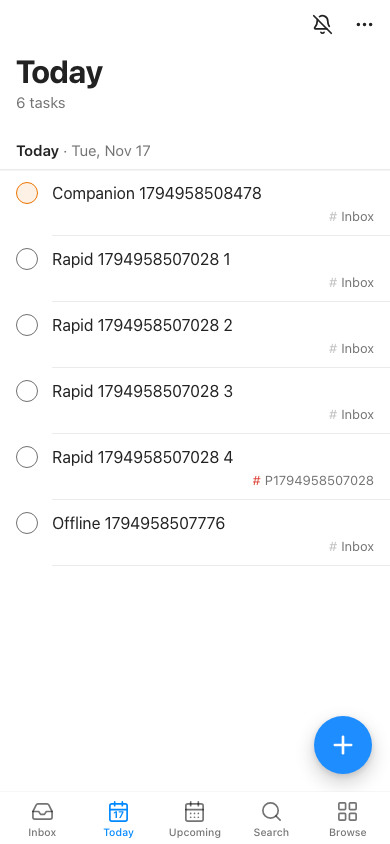 Today
6 tasks
Today · Tue, Nov 17
Companion 1794958508478
# Inbox
Rapid 1794958507028 1
# Inbox
Rapid 1794958507028 2
# Inbox
Rapid 1794958507028 3
# Inbox
Rapid 1794958507028 4
# P1794958507028
Offline 1794958507776
# Inbox
17
Inbox Today Upcoming Search Browse